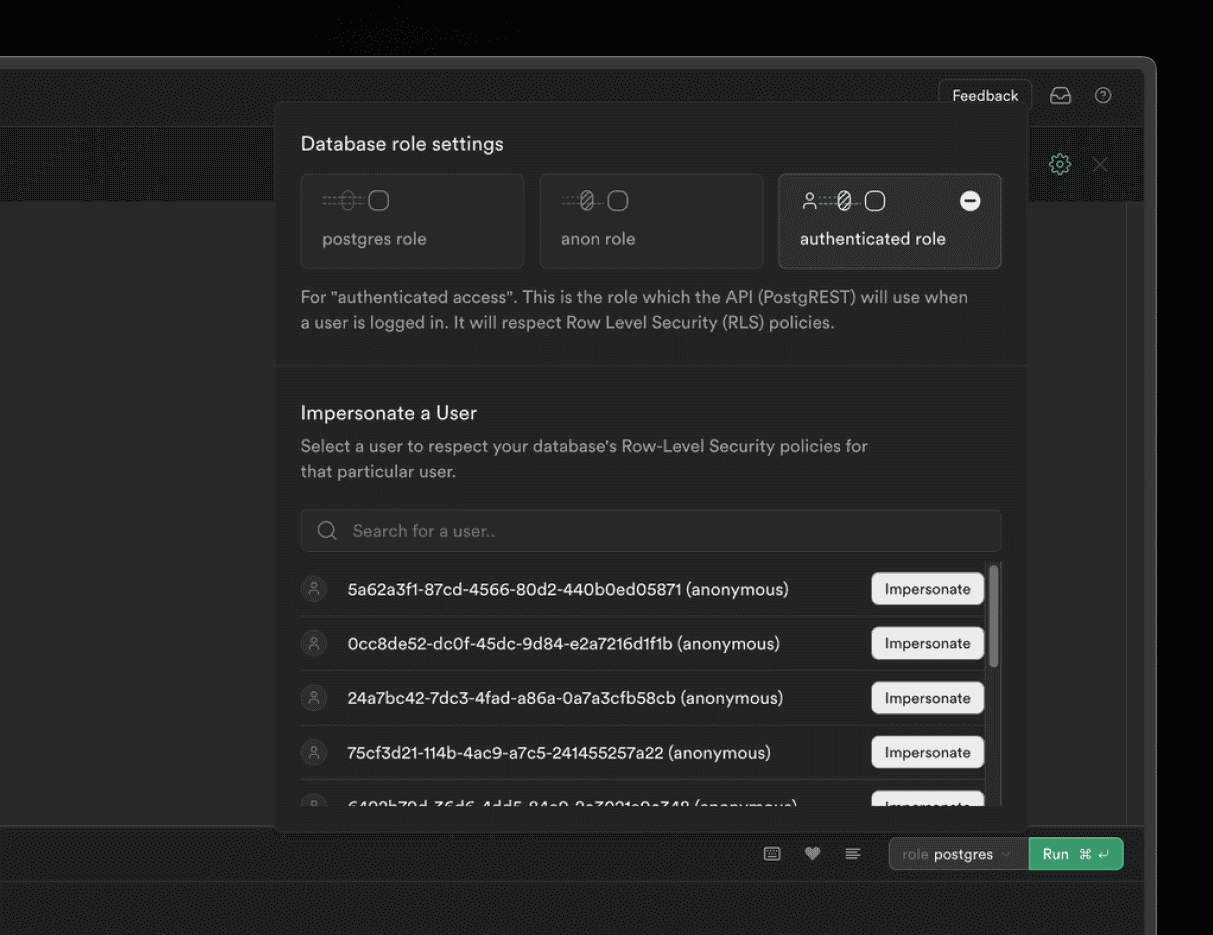 Feedback
Database role settings
postgres role
anon role
authenticated role
For "authenticated access". This is the role which the API (PostgREST) will use when
a user is logged in. It will respect Row Level Security (RLS) policies.
Impersonate a User
Select a user to respect your database's Row-Level Security policies for
that particular user.
Search for a user..
5a62a3f1-87cd-4566-80d2-440b0ed05871 (anonymous) Impersonate
0cc8de52-dc0f-45dc-9d84-e2a7216d1f1b (anonymous) Impersonate
24a7bc42-7dc3-4fad-a86a-0a7a3cfb58cb (anonymous) Impersonate
75cf3d21-114b-4ac9-a7c5-241455257a22 (anonymous) Impersonate
(anonymous) Impersonate
role postgres Run ⌘ ↵